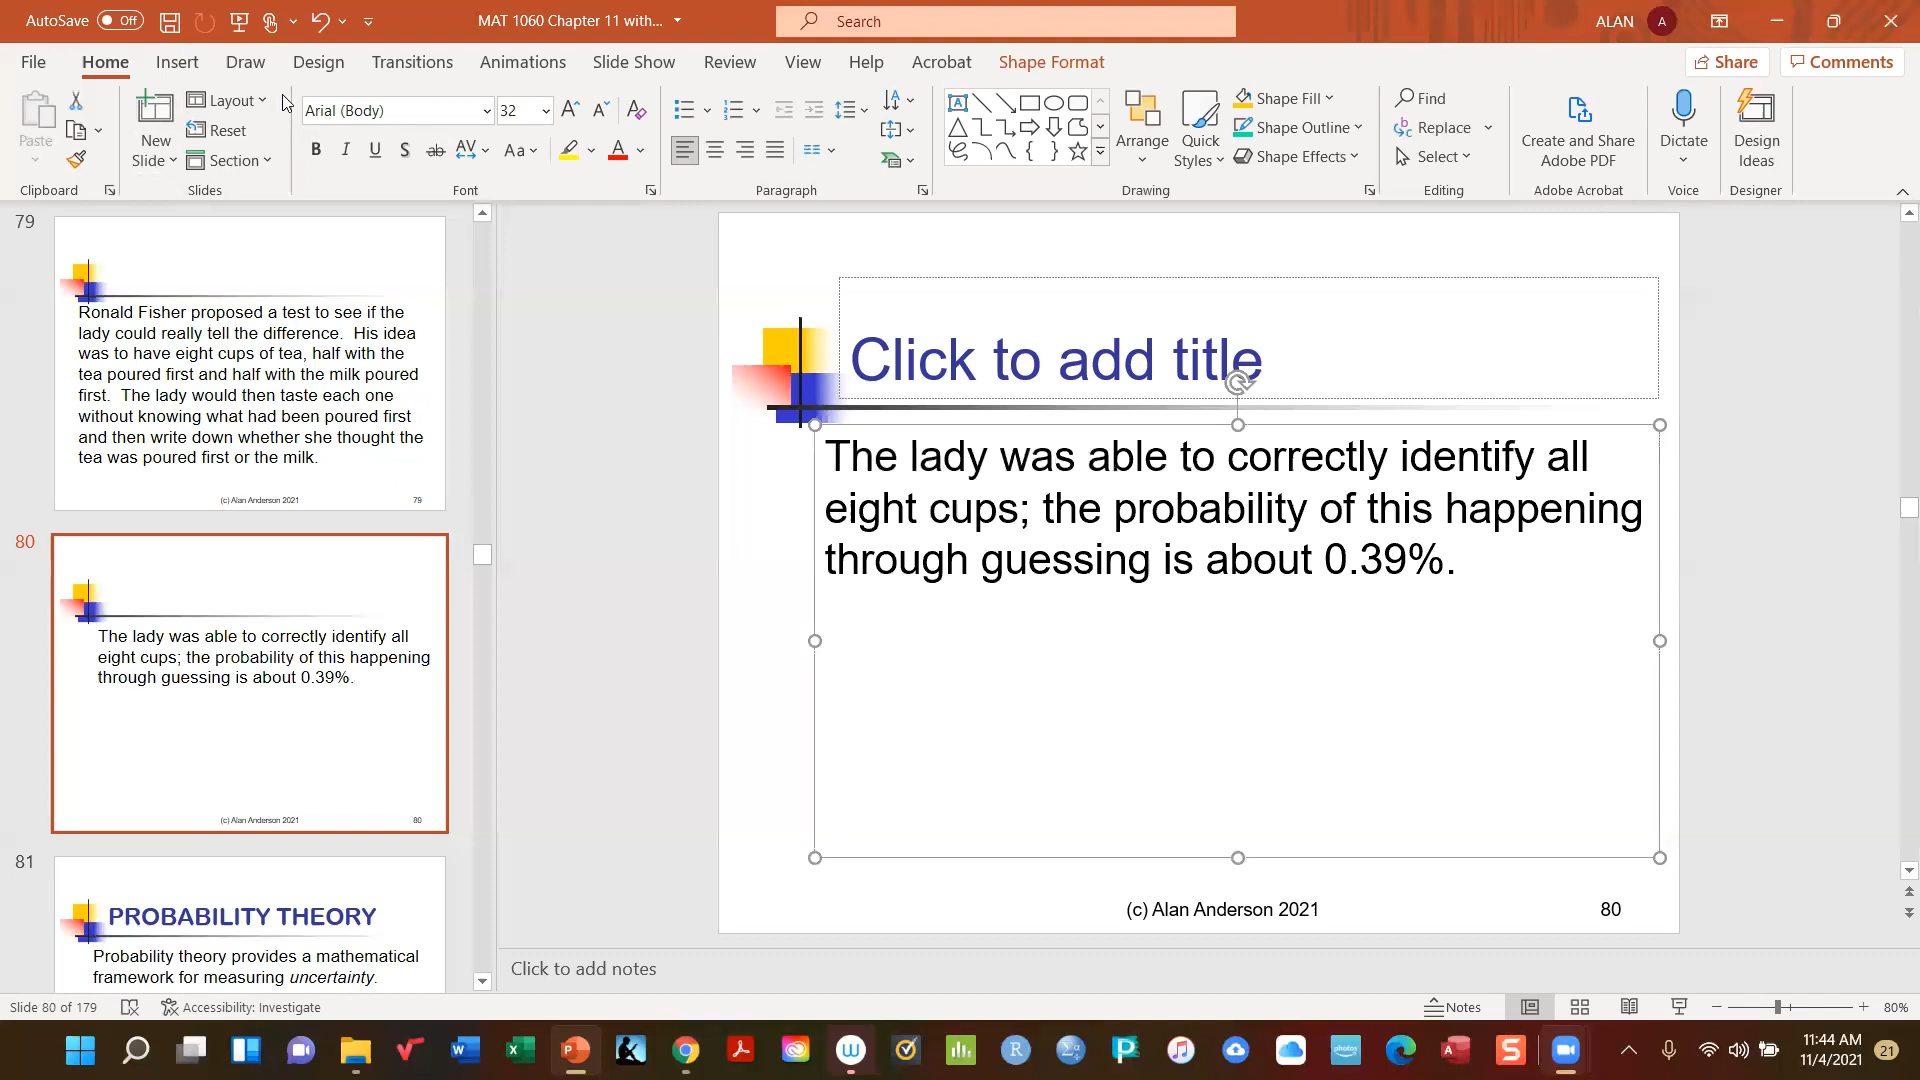 AutoSave Off
MAT 1060 Chapter 11 with...
Search
ALAN
A
File Home Insert Draw Design Transitions Animations Slide Show Review View Help Acrobat Shape Format
Share Comments
Paste
Clipboard
New Slide
Layout
Reset
Section
Slides
Arial (Body) 32
B I U S ab AV Aa A
Font
Paragraph
Arrange
Quick Styles
Shape Fill
Shape Outline
Shape Effects
Drawing
Find
Replace
Select
Editing
Create and Share
Adobe PDF
Adobe Acrobat
Dictate
Voice
Design
Ideas
Designer
79
Ronald Fisher proposed a test to see if the
lady could really tell the difference. His idea
was to have eight cups of tea, half with the
tea poured first and half with the milk poured
first. The lady would then taste each one
without knowing what had been poured first
and then write down whether she thought the
tea was poured first or the milk.
(c) Alan Anderson 2021 79
80
The lady was able to correctly identify all
eight cups; the probability of this happening
through guessing is about 0.39%.
(c) Alan Anderson 2021 80
81
PROBABILITY THEORY
Probability theory provides a mathematical
framework for measuring uncertainty.
Click to add title
The lady was able to correctly identify all
eight cups; the probability of this happening
through guessing is about 0.39%.
(c) Alan Anderson 2021 80
Click to add notes
Slide 80 of 179 Accessibility: Investigate
Notes 80%
11:44 AM
11/4/2021
21